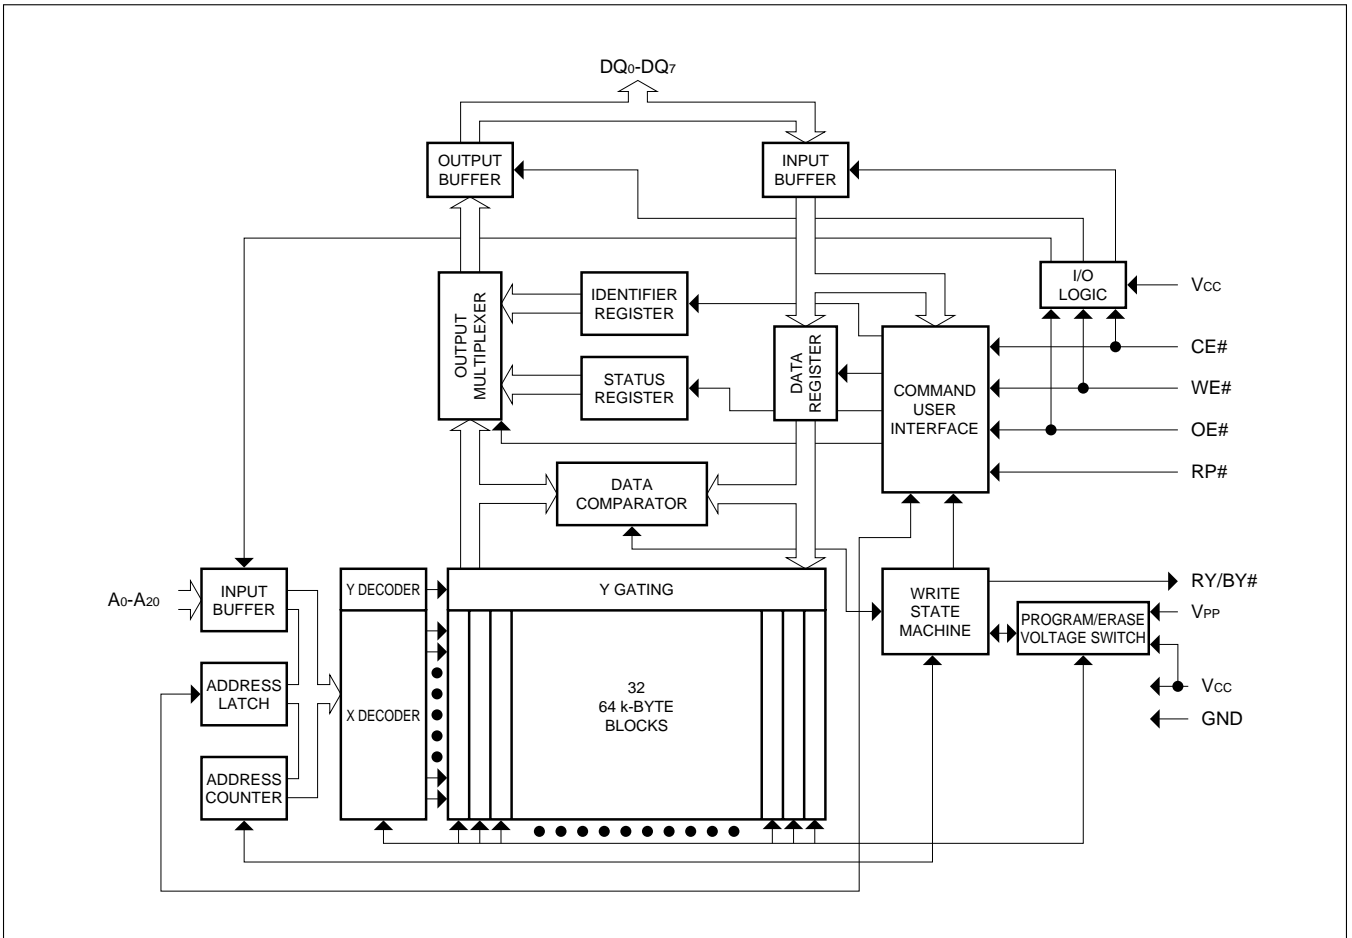 DQ0-DQ7
OUTPUT
BUFFER
INPUT
BUFFER
I/O
LOGIC
VCC
IDENTIFIER
REGISTER
OUTPUT
MULTIPLEXER
STATUS
REGISTER
DATA
REGISTER
COMMAND
USER
INTERFACE
CE#
WE#
OE#
RP#
DATA
COMPARATOR
A0-A20
INPUT
BUFFER
Y DECODER
Y GATING
WRITE
STATE
MACHINE
RY/BY#
PROGRAM/ERASE
VOLTAGE SWITCH
VPP
ADDRESS
LATCH
X DECODER
32
64 k-BYTE
BLOCKS
VCC
GND
ADDRESS
COUNTER